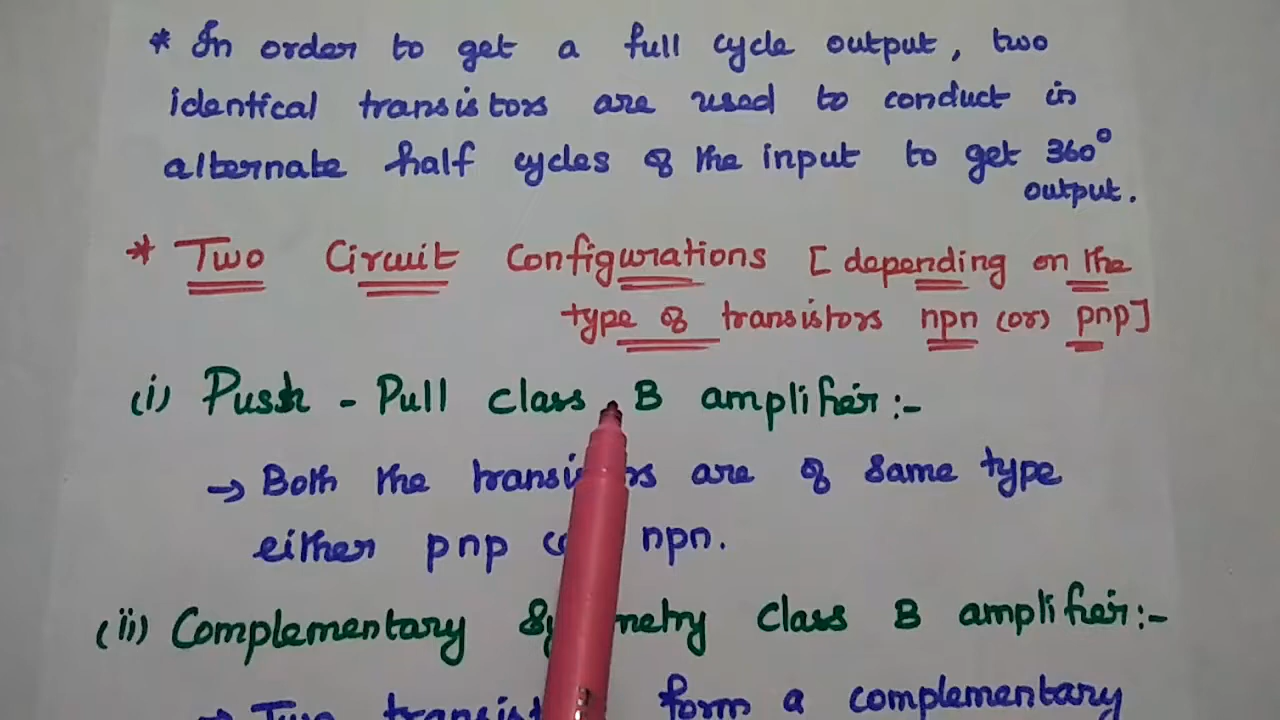 * In order to get a full cycle output, two
identical transistors are used to conduct in
alternate half cycles of the input to get 360°
output.
* Two Circuit Configurations [depending on the
type of transistors npn (or) pnp]
(i) Push - Pull class B amplifier:-
→ Both the are of same type
either pnp npn.
(ii) Complementary Class B amplifier:-
→ Two form a complementary